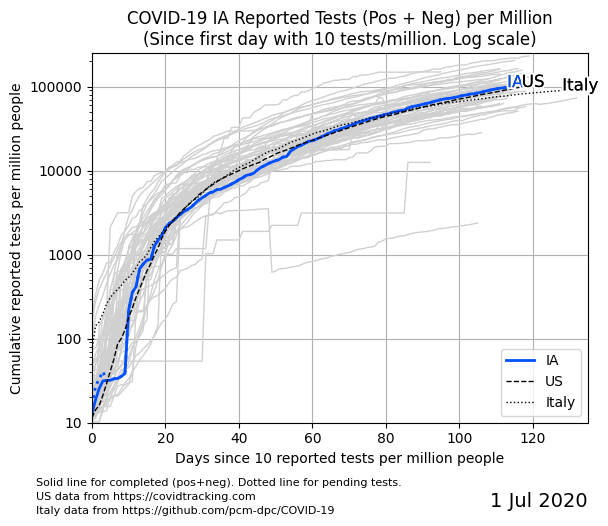 COVID-19 IA Reported Tests (Pos + Neg) per Million
(Since first day with 10 tests/million. Log scale)
Cumulative reported tests per million people
100000
10000
1000
100
10
IA
US
Italy
IA
US
Italy
0
20
40
60
80
100
120
Days since 10 reported tests per million people
Solid line for completed (pos+neg). Dotted line for pending tests.
US data from https://covidtracking.com
Italy data from https://github.com/pcm-dpc/COVID-19
1 Jul 2020